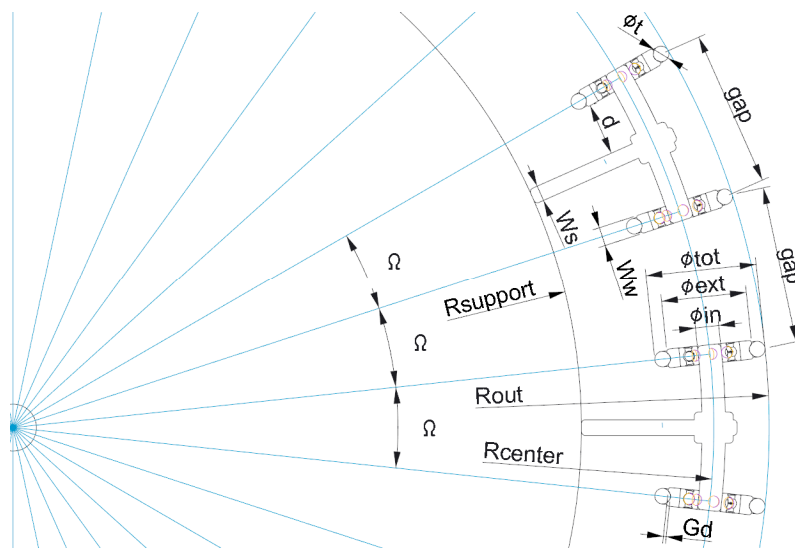 ϕt
gap
d
Ws
Ww
Ω
ϕtot
gap
ϕext
Rsupport
ϕin
Ω
Rout
Ω
Rcenter
Gd